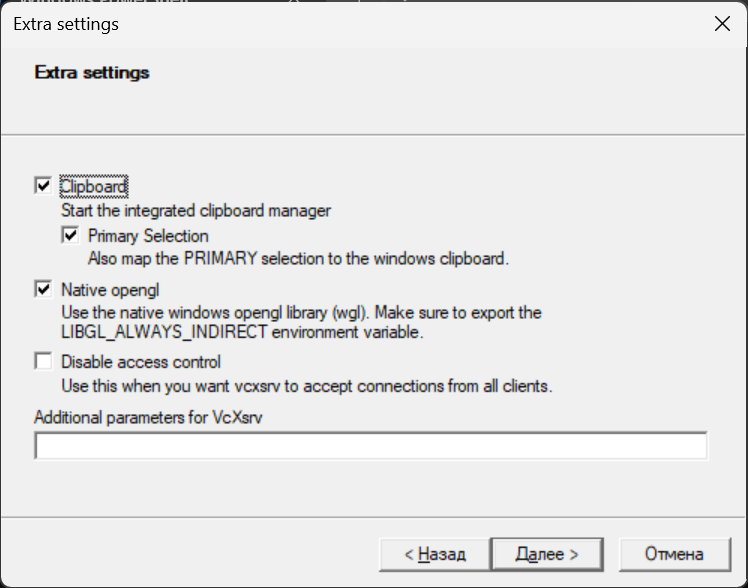 Extra settings
Extra settings
Clipboard
Start the integrated clipboard manager
Primary Selection
Also map the PRIMARY selection to the windows clipboard.
Native opengl
Use the native windows opengl library (wgl). Make sure to export the
LIBGL_ALWAYS_INDIRECT environment variable.
Disable access control
Use this when you want vcxsrv to accept connections from all clients.
Additional parameters for VcXsrv
< Назад
Далее >
Отмена